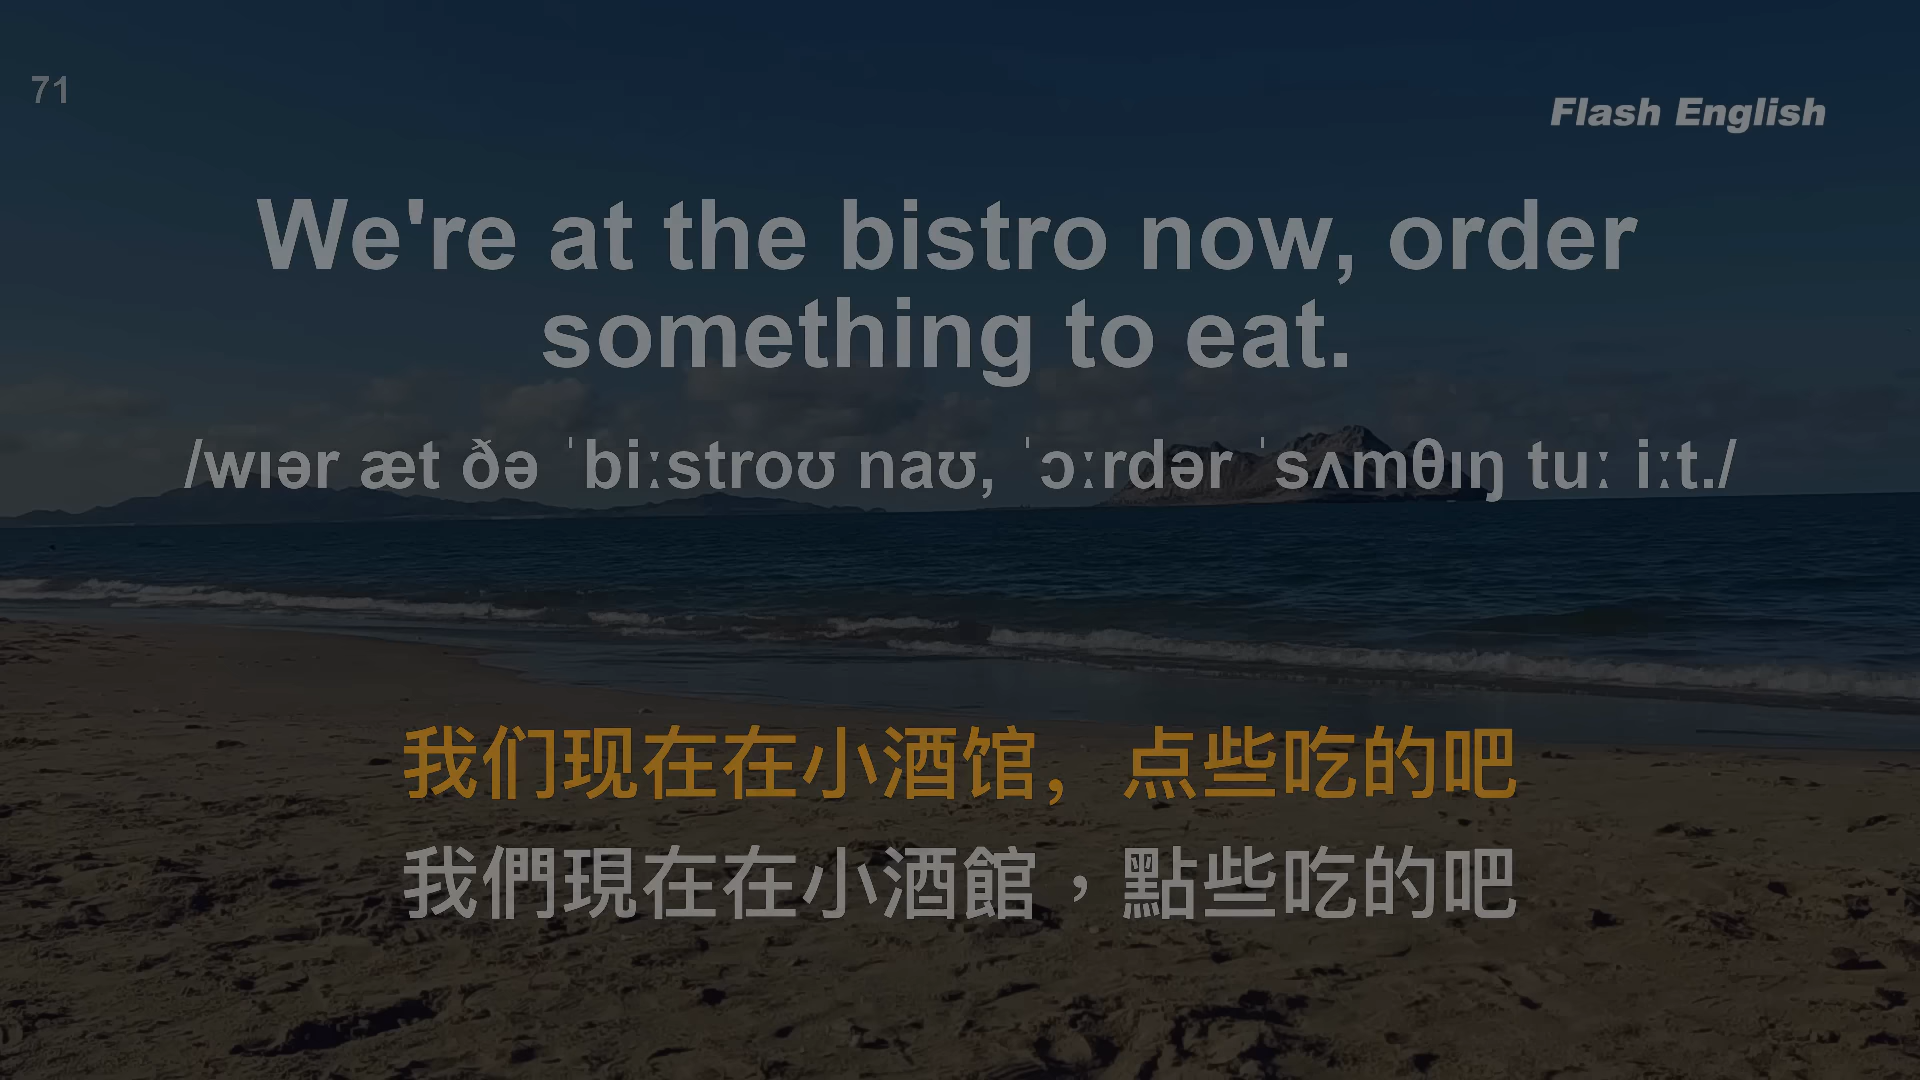 71
Flash English
We're at the bistro now, order
something to eat.
/wɪər æt ðə ˈbiːstroʊ naʊ, ˈɔːrdər ˈsʌmθɪŋ tuː iːt./
我们现在在小酒馆，点些吃的吧
我們現在在小酒館，點些吃的吧